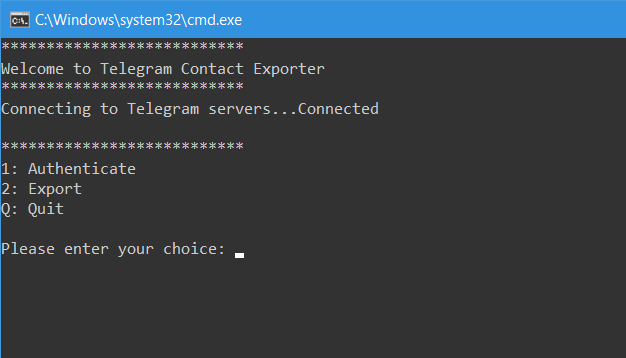 C:\Windows\system32\cmd.exe
***************************
Welcome to Telegram Contact Exporter
***************************
Connecting to Telegram servers...Connected
***************************
1: Authenticate
2: Export
Q: Quit
Please enter your choice: